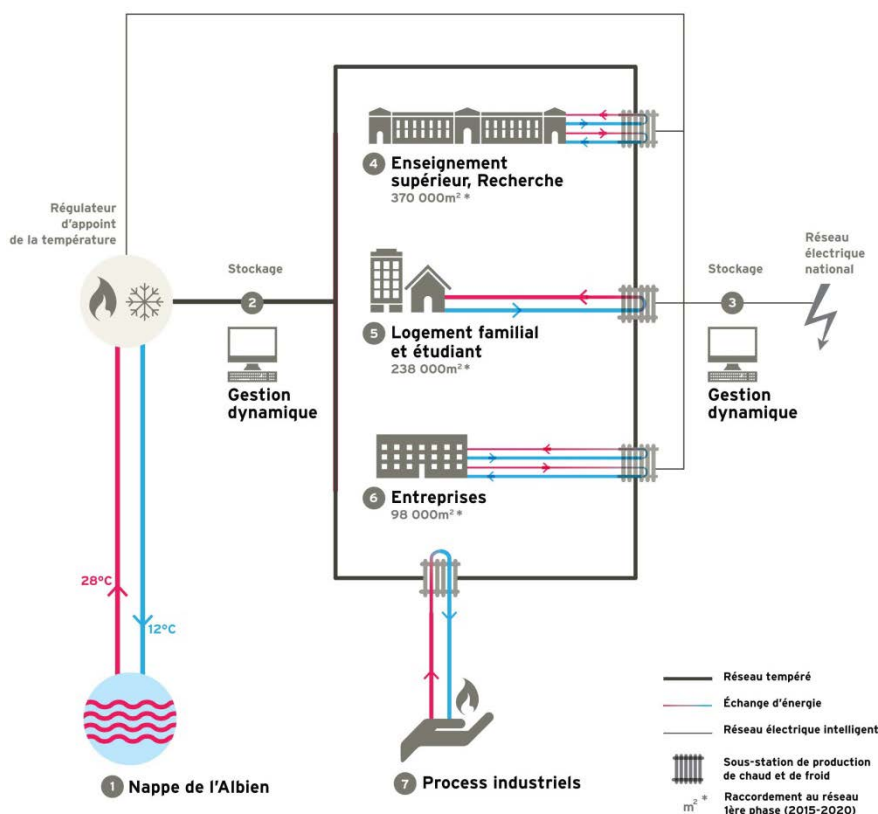 4 Enseignement
supérieur, Recherche
370 000m² *
Régulateur
d'appoint
de la température
Stockage
2
Gestion
dynamique
5 Logement familial
et étudiant
238 000m² *
Stockage
3
Gestion
dynamique
Réseau
électrique
national
6 Entreprises
98 000m² *
28°C
12°C
1 Nappe de l'Albien
7 Process industriels
Réseau tempéré
Échange d'énergie
Réseau électrique intelligent
Sous-station de production
de chaud et de froid
m² * Raccordement au réseau
1ère phase (2015-2020)